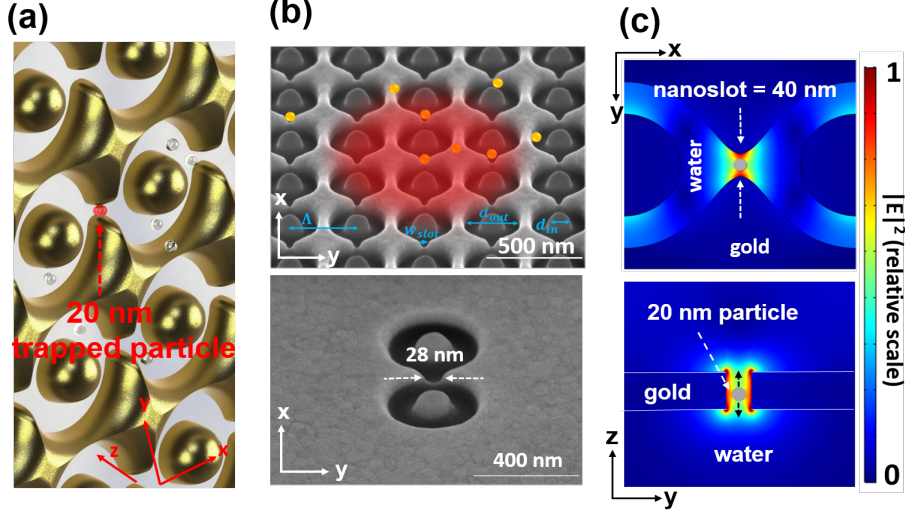 (a)
20 nm
trapped particle
y
z
x
(b)
Λ
w_slot
d_out
d_in
x
y
500 nm
28 nm
x
y
400 nm
(c)
x
y
nanoslot = 40 nm
water
gold
20 nm particle
gold
water
z
y
1
|E|² (relative scale)
0